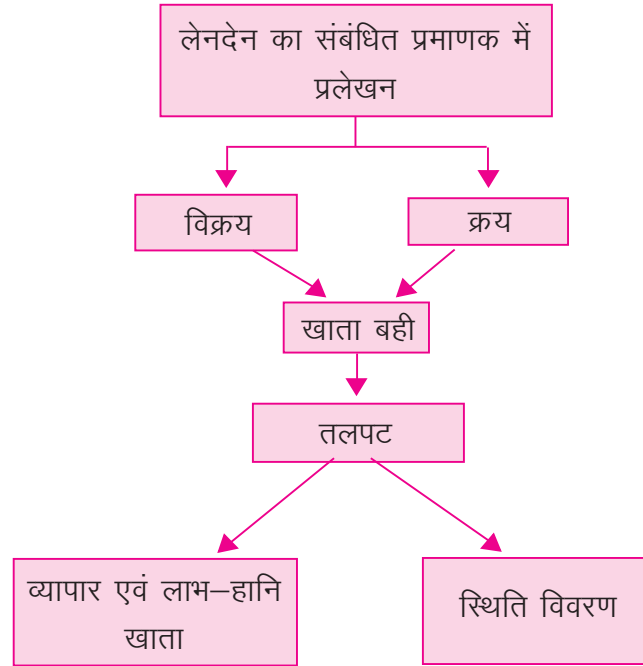 लेनदेन का संबंधित प्रमाणक में
प्रलेखन
विक्रय
क्रय
खाता बही
तलपट
व्यापार एवं लाभ–हानि
खाता
स्थिति विवरण